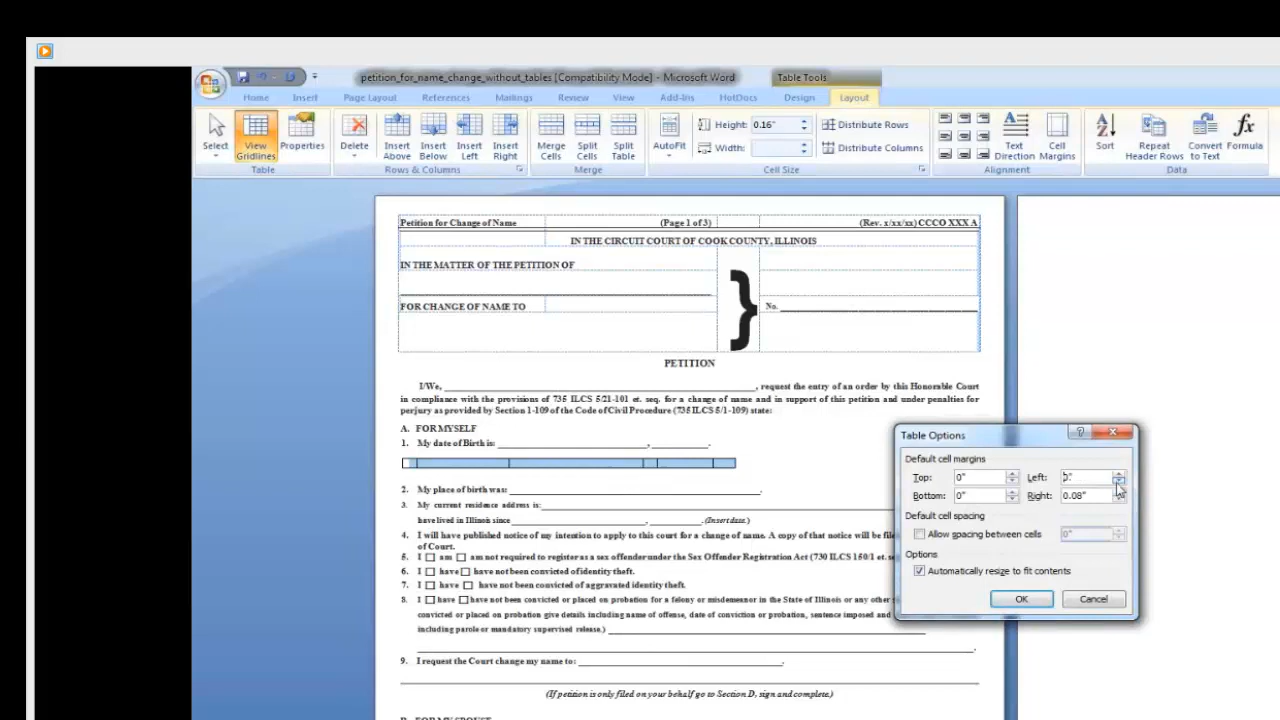 petition_for_name_change_without_tables [Compatibility Mode] - Microsoft Word
Table Tools
Home Insert Page Layout References Mailings Review View Add-Ins HotDocs Design Layout
Select
View Gridlines
Properties
Table
Delete
Insert Above
Insert Below
Insert Left
Insert Right
Rows & Columns
Merge Cells
Split Cells
Split Table
Merge
AutoFit
Height: 0.16"
Width:
Distribute Rows
Distribute Columns
Cell Size
Text Direction
Cell Margins
Alignment
Sort
Repeat Header Rows
Convert to Text
Formula
Data
Petition for Change of Name (Page 1 of 3) (Rev. x/xx/xx) CCCO XXX A
IN THE CIRCUIT COURT OF COOK COUNTY, ILLINOIS
IN THE MATTER OF THE PETITION OF
FOR CHANGE OF NAME TO
}
No.
PETITION
I/We, , request the entry of an order by this Honorable Court
in compliance with the provisions of 735 ILCS 5/21-101 et. seq. for a change of name and in support of this petition and under penalties for
perjury as provided by Section 1-109 of the Code of Civil Procedure (735 ILCS 5/1-109) state:
A. FOR MYSELF
1. My date of Birth is: , .
2. My place of birth was: .
3. My current residence address is:
have lived in Illinois since , . (Insert date.)
4. I will have published notice of my intention to apply to this court for a change of name. A copy of that notice will be
of Court.
5. I am am not required to register as a sex offender under the Sex Offender Registration Act (730 ILCS 150/1 et.
6. I have have not been convicted of identity theft.
7. I have have not been convicted of aggravated identity theft.
8. I have have not been convicted or placed on probation for a felony or misdemeanor in the State of Illinois or any other
convicted or placed on probation give details including name of offense, date of conviction or probation, sentence imposed and
including parole or mandatory supervised release.)
9. I request the Court change my name to: .
(If petition is only filed on your behalf go to Section D, sign and complete.)
B. FOR MY SPOUSE
Table Options
Default cell margins
Top: 0" Left:
Bottom: 0" Right: 0.08"
Default cell spacing
Allow spacing between cells 0"
Options
Automatically resize to fit contents
OK Cancel